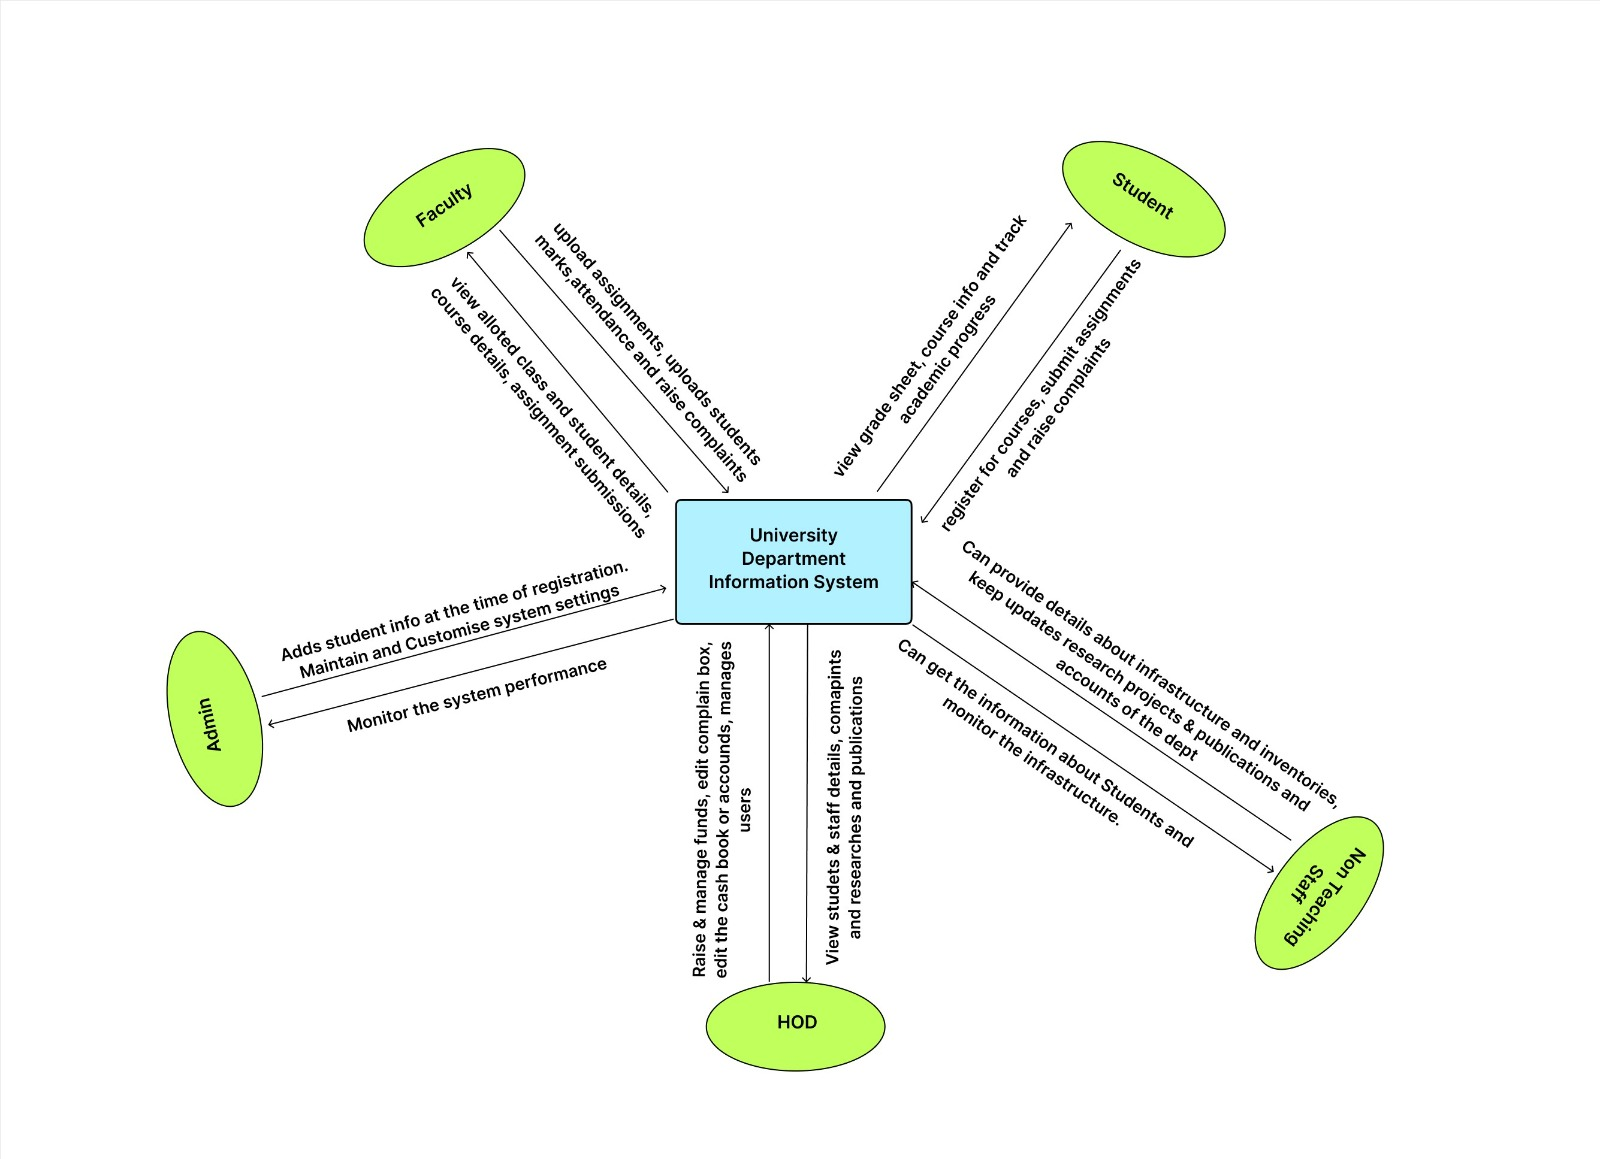 Faculty
Student
upload assignments, uploads students
marks,attendance and raise complaints
view alloted class and student details,
course details, assignment submissions
view grade sheet, course info and track
academic progress
register for courses, submit assignments
and raise complaints
University
Department
Information System
Adds student info at the time of registration.
Maintain and Customise system settings
Monitor the system performance
Admin
Raise & manage funds, edit complain box,
edit the cash book or accounds, manages
users
View studets & staff details, comapints
and researches and publications
HOD
Can provide details about infrastructure and inventories,
keep updates research projects & publications and
accounts of the dept
Can get the information about Students and
monitor the infrastructure.
Non Teaching
Staff